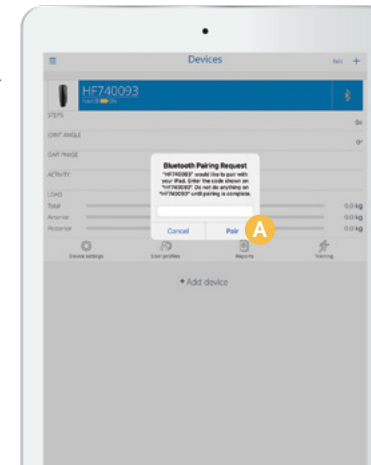 Devices
Edit +
HF740093
STEPS
JOINT ANGLE
GAIT PHASE
ACTIVITY
LOAD
Total 0.0 kg
Anterior 0.0 kg
Posterior 0.0 kg
Bluetooth Pairing Request
"HF740093" would like to pair with
your iPad. Enter the code shown on
"HF740093". Do not do anything on
"HF740093" until pairing is complete.
Cancel Pair A
Device settings User profiles Reports Training
+ Add device